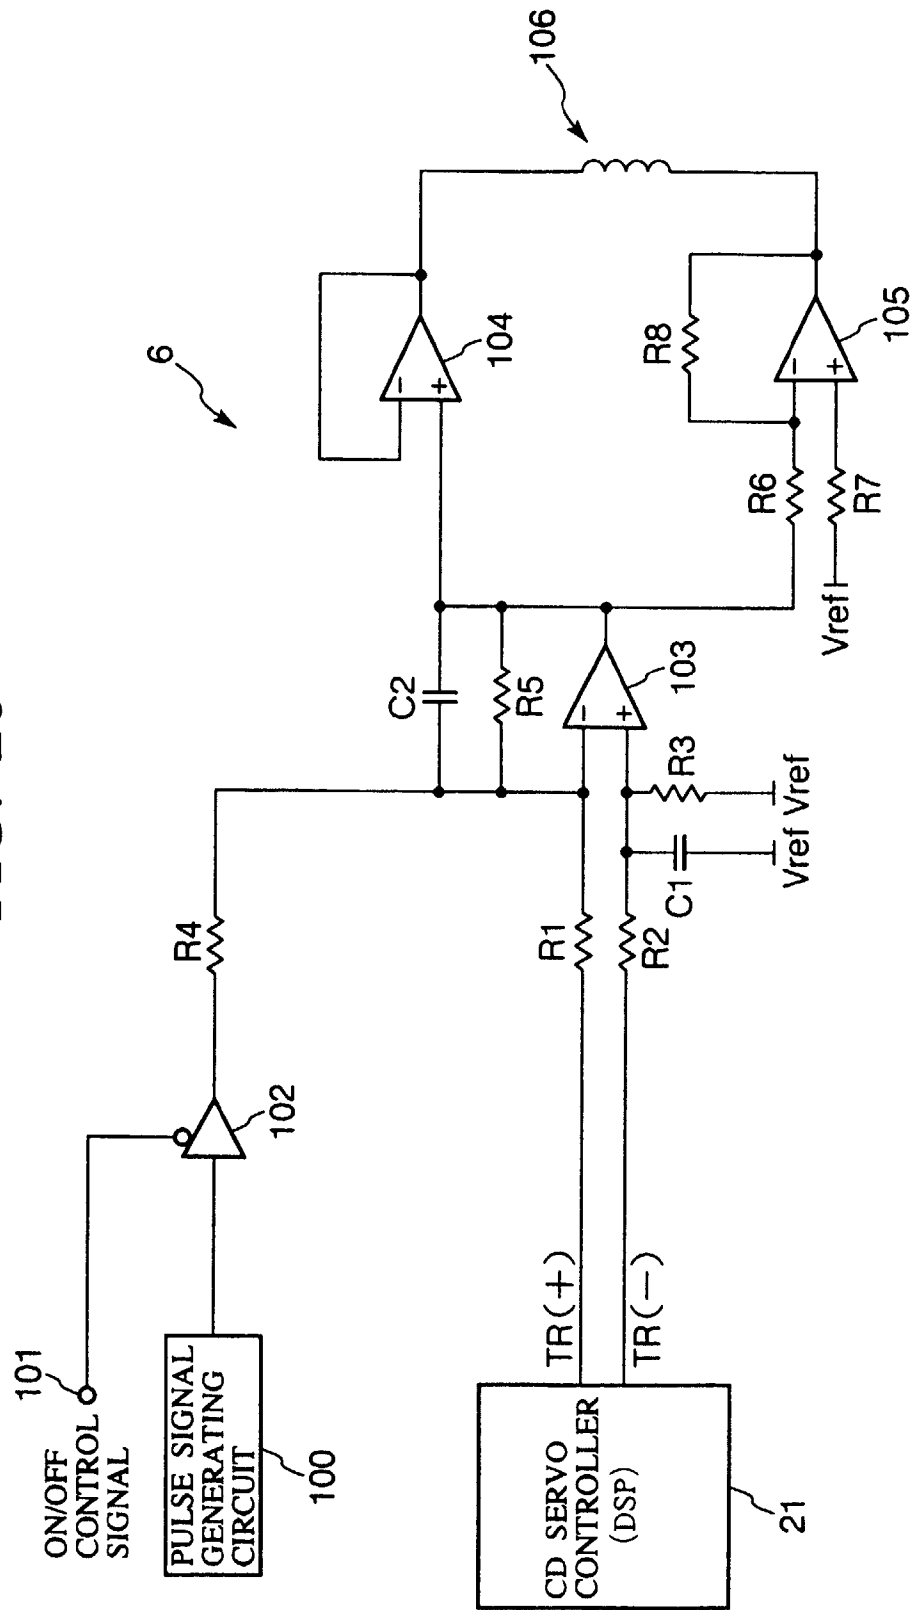 6
106
104
105
R8
R6
R7
Vref
C2
R5
103
R3
C1
Vref
Vref
R4
R1
R2
102
101
ON/OFF
CONTROL
SIGNAL
PULSE SIGNAL
GENERATING
CIRCUIT
100
TR(+)
TR(−)
CD SERVO
CONTROLLER
(DSP)
21
−
+
−
+
−
+